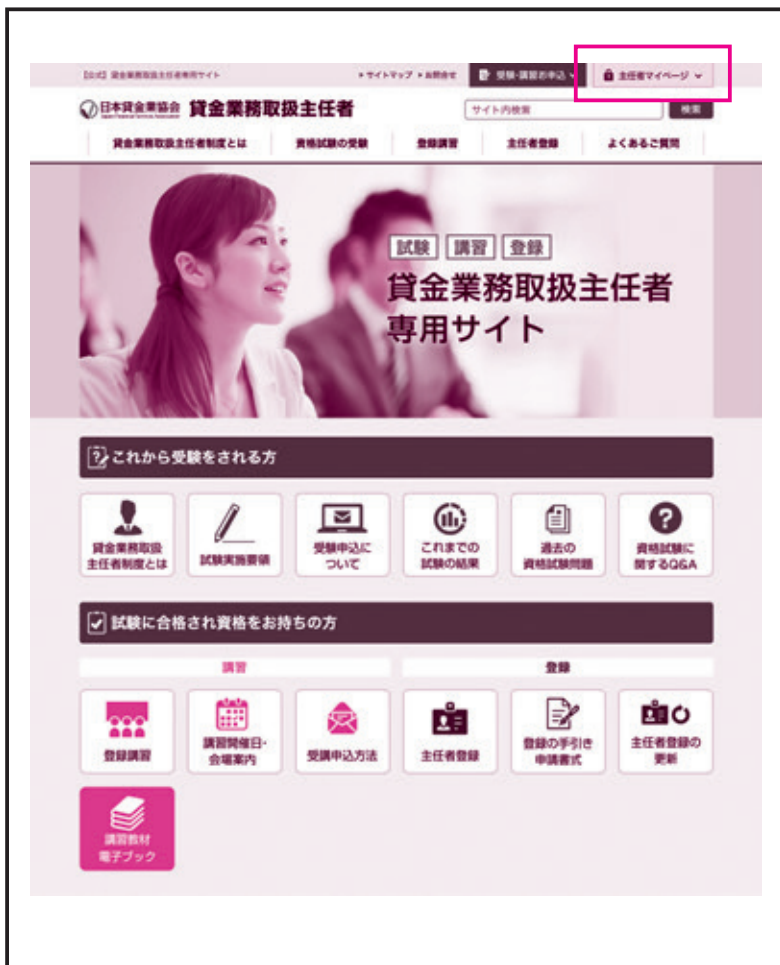 【公式】貸金業務取扱主任者専用サイト
サイトマップ
お問合せ
受験・講習お申込
主任者マイページ
日本貸金業協会
貸金業務取扱主任者
サイト内検索
検索
貸金業務取扱主任者制度とは
資格試験の受験
登録講習
主任者登録
よくあるご質問
試験 講習 登録
貸金業務取扱主任者
専用サイト
これから受験をされる方
貸金業務取扱
主任者制度とは
試験実施要領
受験申込に
ついて
これまでの
試験の結果
過去の
資格試験問題
資格試験に
関するQ&A
試験に合格され資格をお持ちの方
講習
登録
登録講習
講習開催日・
会場案内
受講申込方法
主任者登録
登録の手引き
申請書式
主任者登録の
更新
講習教材
電子ブック